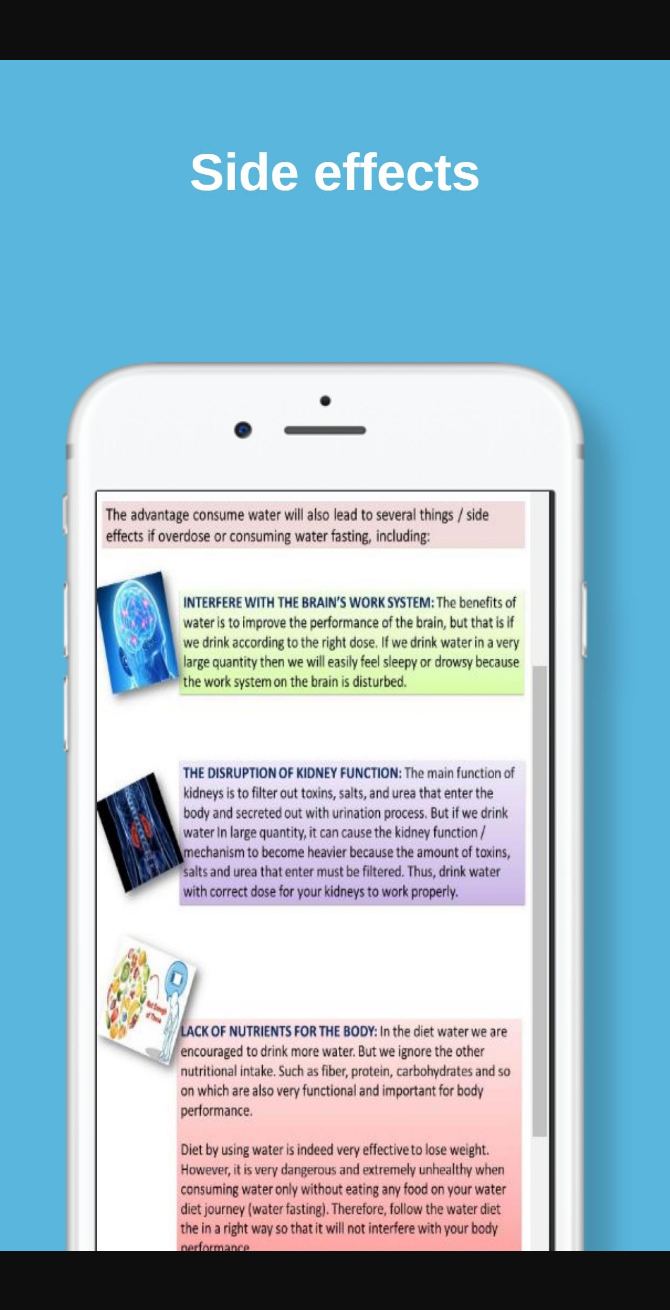 Side effects
The advantage consume water will also lead to several things / side
effects if overdose or consuming water fasting, including:
INTERFERE WITH THE BRAIN'S WORK SYSTEM: The benefits of
water is to improve the performance of the brain, but that is if
we drink according to the right dose. If we drink water in a very
large quantity then we will easily feel sleepy or drowsy because
the work system on the brain is disturbed.
THE DISRUPTION OF KIDNEY FUNCTION: The main function of
kidneys is to filter out toxins, salts, and urea that enter the
body and secreted out with urination process. But if we drink
water In large quantity, it can cause the kidney function /
mechanism to become heavier because the amount of toxins,
salts and urea that enter must be filtered. Thus, drink water
with correct dose for your kidneys to work properly.
Not Enough
of These
LACK OF NUTRIENTS FOR THE BODY: In the diet water we are
encouraged to drink more water. But we ignore the other
nutritional intake. Such as fiber, protein, carbohydrates and so
on which are also very functional and important for body
performance.
Diet by using water is indeed very effective to lose weight.
However, it is very dangerous and extremely unhealthy when
consuming water only without eating any food on your water
diet journey (water fasting). Therefore, follow the water diet
the in a right way so that it will not interfere with your body
performance